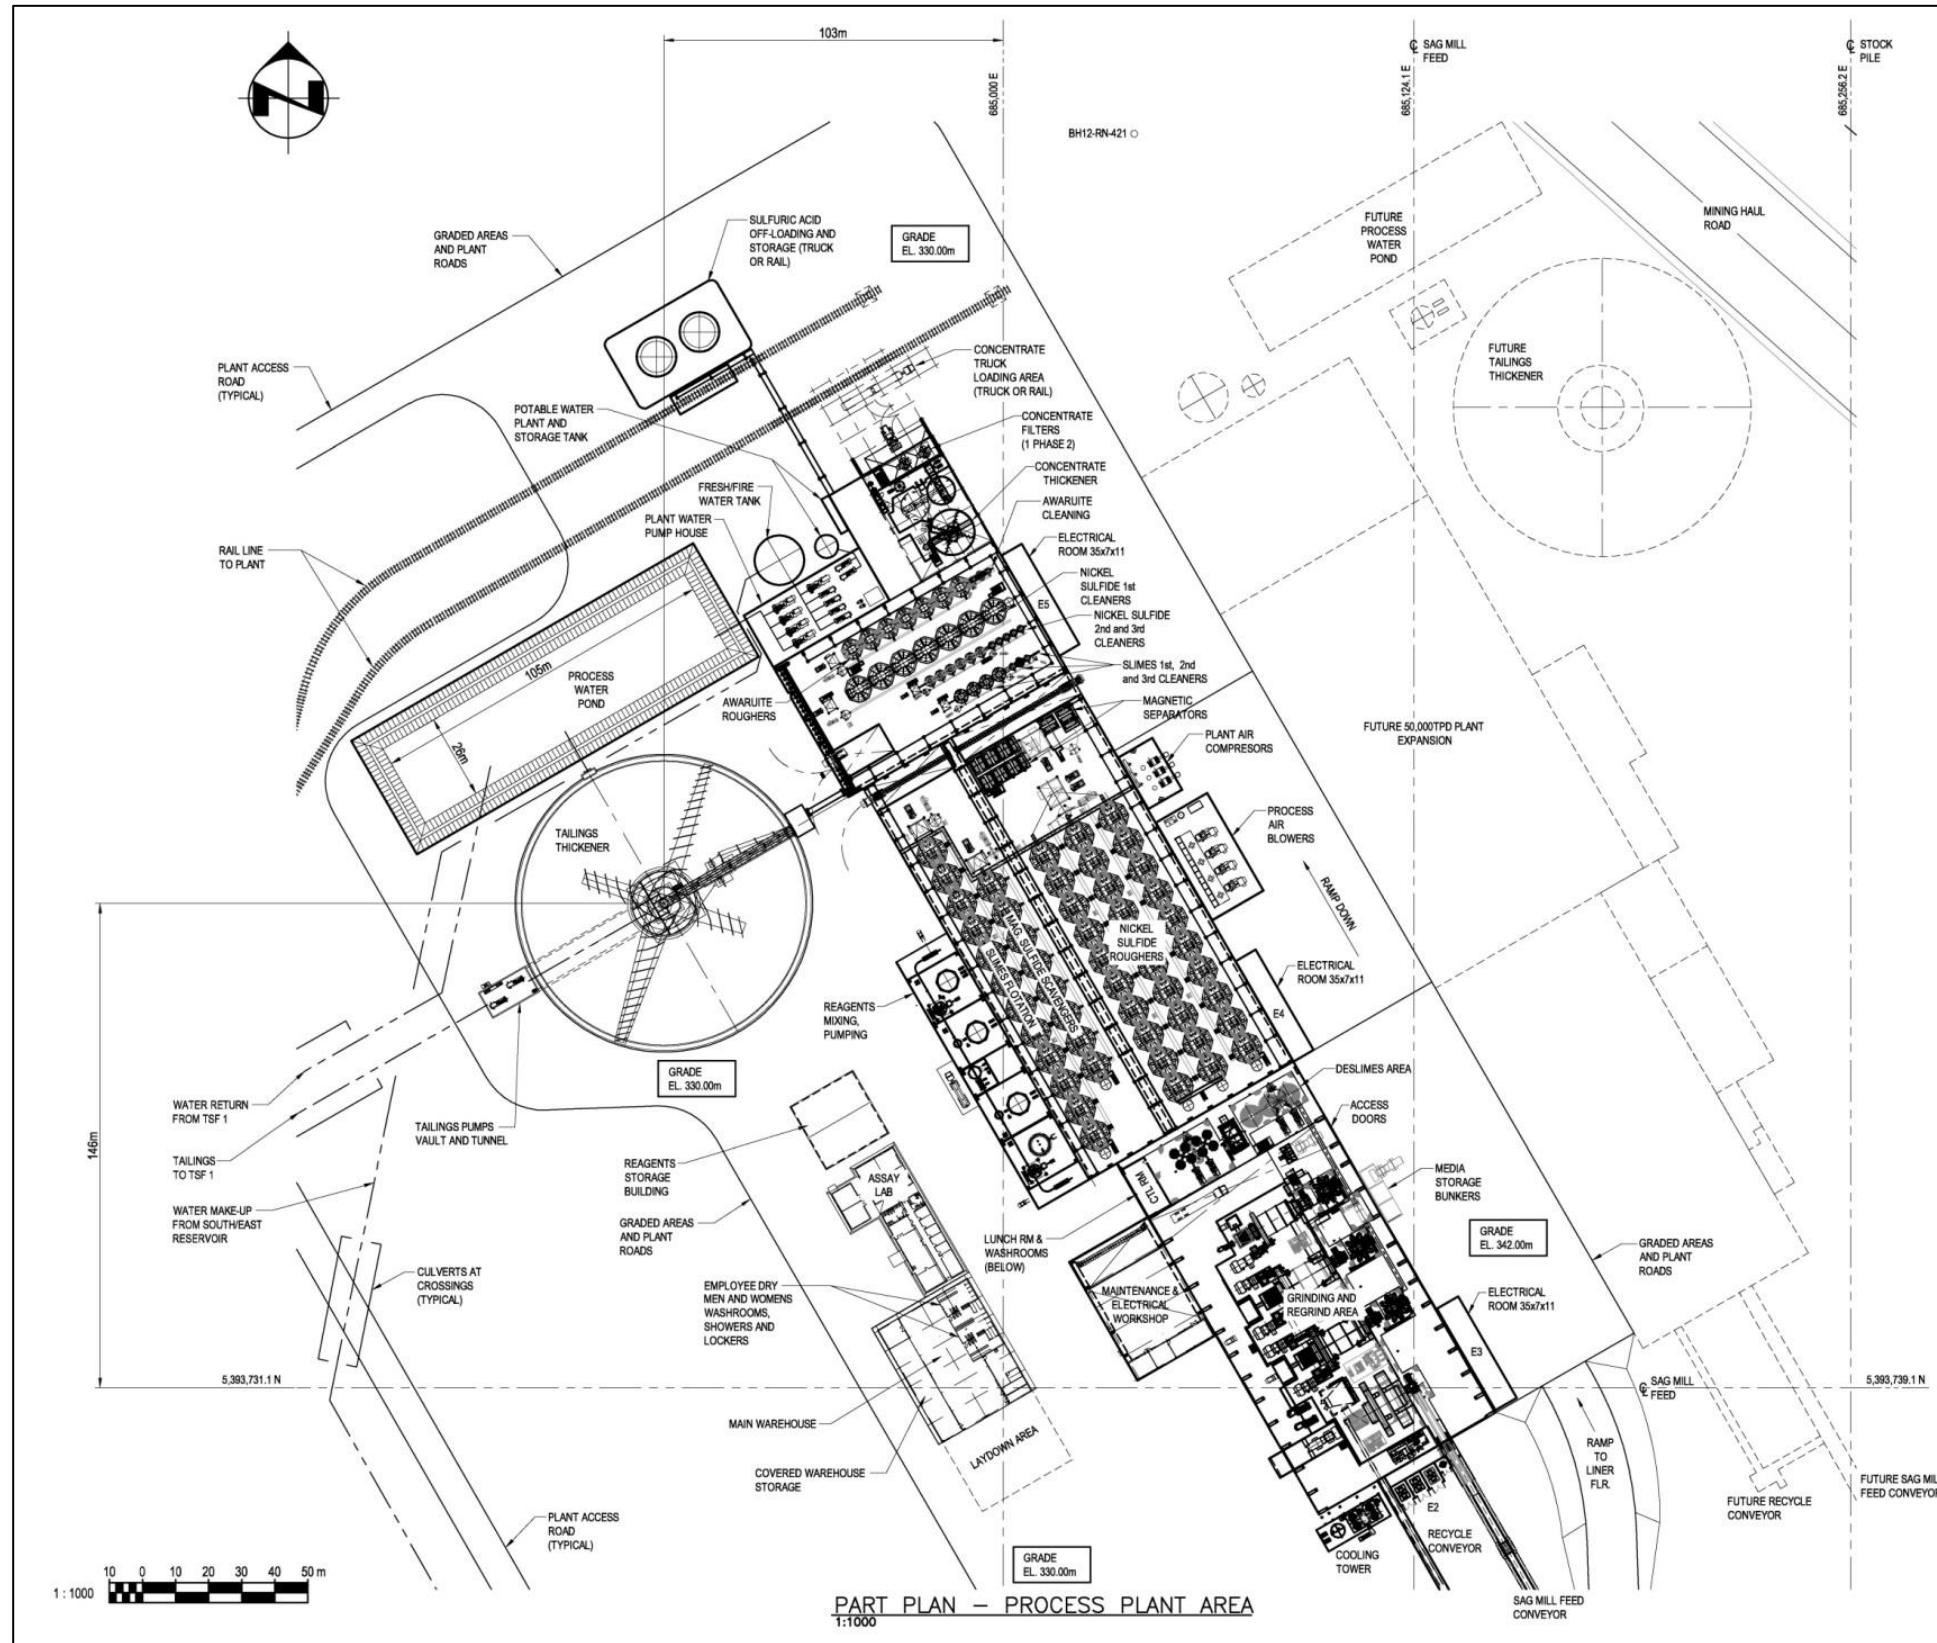 103m
685,000 E
℄ SAG MILL
FEED
685,124.1 E
℄ STOCK
PILE
685,256.2 E
BH12-RN-421
GRADED AREAS
AND PLANT
ROADS
SULFURIC ACID
OFF-LOADING AND
STORAGE (TRUCK
OR RAIL)
GRADE
EL. 330.00m
FUTURE
PROCESS
WATER
POND
MINING HAUL
ROAD
PLANT ACCESS
ROAD
(TYPICAL)
CONCENTRATE
TRUCK
LOADING AREA
(TRUCK OR RAIL)
FUTURE
TAILINGS
THICKENER
POTABLE WATER
PLANT AND
STORAGE TANK
CONCENTRATE
FILTERS
(1 PHASE 2)
CONCENTRATE
THICKENER
FRESH/FIRE
WATER TANK
AWARUITE
CLEANING
PLANT WATER
PUMP HOUSE
ELECTRICAL
ROOM 35x7x11
RAIL LINE
TO PLANT
NICKEL
SULFIDE 1st
CLEANERS
E5
NICKEL SULFIDE
2nd and 3rd
CLEANERS
105m
PROCESS
WATER
POND
26m
SLIMES 1st, 2nd
and 3rd CLEANERS
AWARUITE
ROUGHERS
MAGNETIC
SEPARATORS
PLANT AIR
COMPRESORS
FUTURE 50,000TPD PLANT
EXPANSION
PROCESS
AIR
BLOWERS
TAILINGS
THICKENER
RAMP DOWN
MAG. SULFIDE SCAVENGERS
SLIMES FLOTATION
NICKEL
SULFIDE
ROUGHERS
ELECTRICAL
ROOM 35x7x11
E4
REAGENTS
MIXING,
PUMPING
GRADE
EL. 330.00m
DESLIMES AREA
WATER RETURN
FROM TSF 1
TAILINGS PUMPS
VAULT AND TUNNEL
ACCESS
DOORS
146m
TAILINGS
TO TSF 1
REAGENTS
STORAGE
BUILDING
ASSAY
LAB
CTL RM
MEDIA
STORAGE
BUNKERS
WATER MAKE-UP
FROM SOUTH/EAST
RESERVOIR
GRADED AREAS
AND PLANT
ROADS
LUNCH RM &
WASHROOMS
(BELOW)
GRADE
EL. 342.00m
GRADED AREAS
AND PLANT
ROADS
CULVERTS AT
CROSSINGS
(TYPICAL)
EMPLOYEE DRY
MEN AND WOMENS
WASHROOMS,
SHOWERS AND
LOCKERS
MAINTENANCE &
ELECTRICAL
WORKSHOP
GRINDING AND
REGRIND AREA
ELECTRICAL
ROOM 35x7x11
E3
5,393,731.1 N
℄ SAG MILL
FEED
5,393,739.1 N
MAIN WAREHOUSE
LAYDOWN AREA
RAMP
TO
LINER
FLR.
COVERED WAREHOUSE
STORAGE
E2
FUTURE RECYCLE
CONVEYOR
FUTURE SAG MIL
FEED CONVEYOR
PLANT ACCESS
ROAD
(TYPICAL)
RECYCLE
CONVEYOR
COOLING
TOWER
GRADE
EL. 330.00m
10 0 10 20 30 40 50 m
1 : 1000
SAG MILL FEED
CONVEYOR
PART PLAN – PROCESS PLANT AREA
1:1000